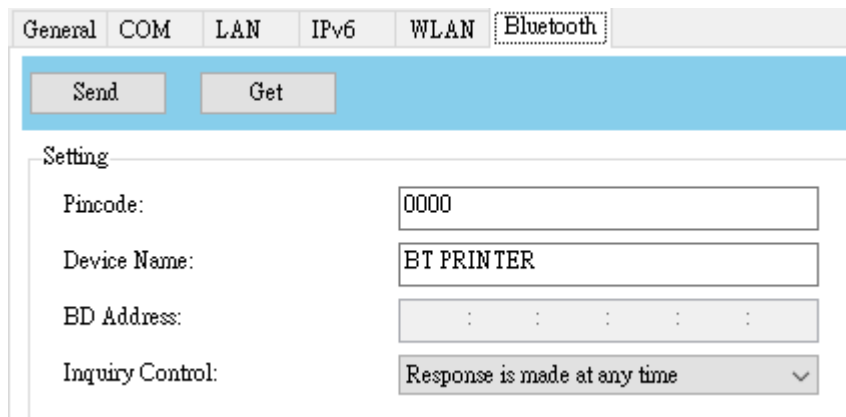 General COM LAN IPv6 WLAN Bluetooth
Send Get
Setting
Pincode: 0000
Device Name: BT PRINTER
BD Address: : : : : :
Inquiry Control: Response is made at any time